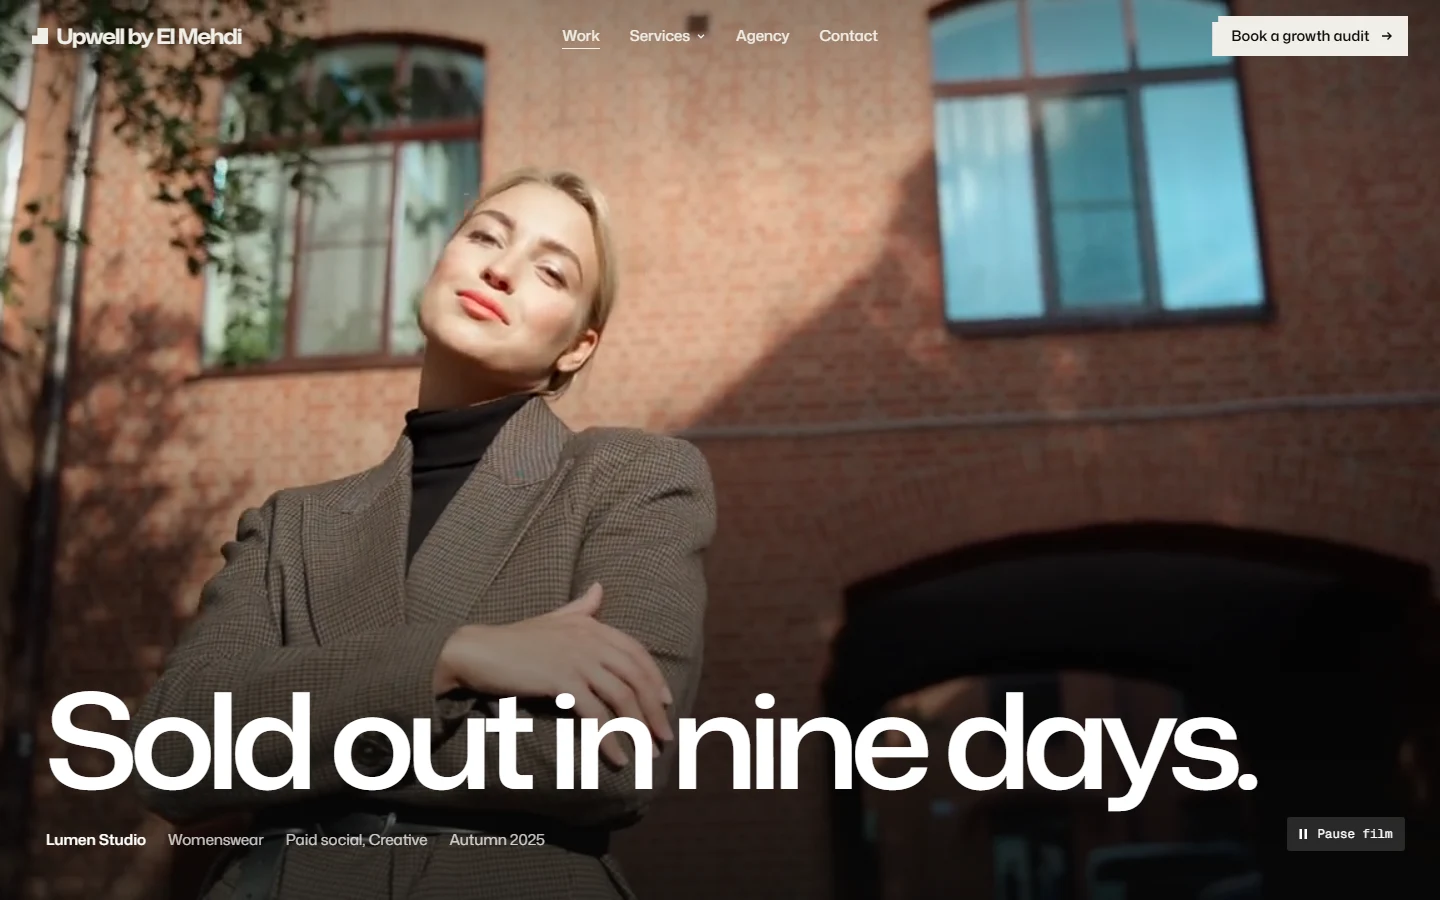 Upwell by El Mehdi
Work Services Agency Contact
Book a growth audit →
Sold out in nine days.
Lumen Studio Womenswear Paid social, Creative Autumn 2025
Pause film